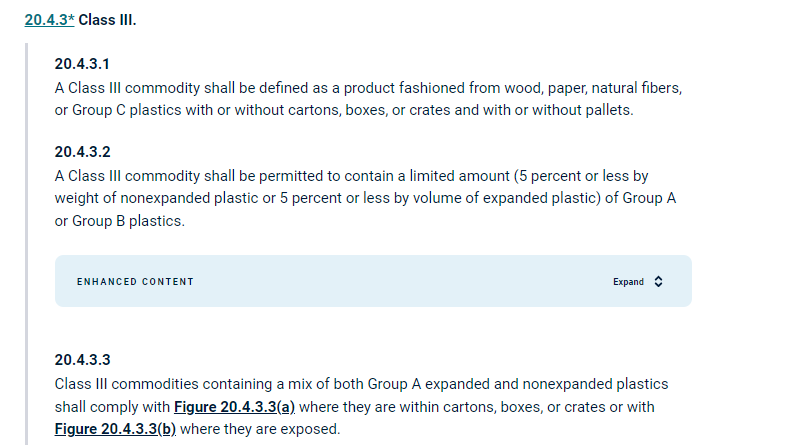 20.4.3* Class III.
20.4.3.1
A Class III commodity shall be defined as a product fashioned from wood, paper, natural fibers,
or Group C plastics with or without cartons, boxes, or crates and with or without pallets.
20.4.3.2
A Class III commodity shall be permitted to contain a limited amount (5 percent or less by
weight of nonexpanded plastic or 5 percent or less by volume of expanded plastic) of Group A
or Group B plastics.
ENHANCED CONTENT Expand
20.4.3.3
Class III commodities containing a mix of both Group A expanded and nonexpanded plastics
shall comply with Figure 20.4.3.3(a) where they are within cartons, boxes, or crates or with
Figure 20.4.3.3(b) where they are exposed.